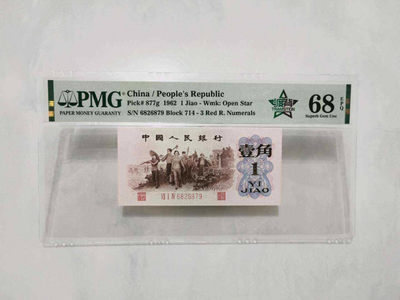 PMG
PAPER MONEY GUARANTY
China / People's Republic
Pick# 877g 1962 1 Jiao - Wmk: Open Star
S/N 6826879 Block 714 - 3 Red R. Numerals
TRANSITION
68 EPQ
Superb Gem Unc
中國人民銀行
壹角
1
YI
JIAO
6826879